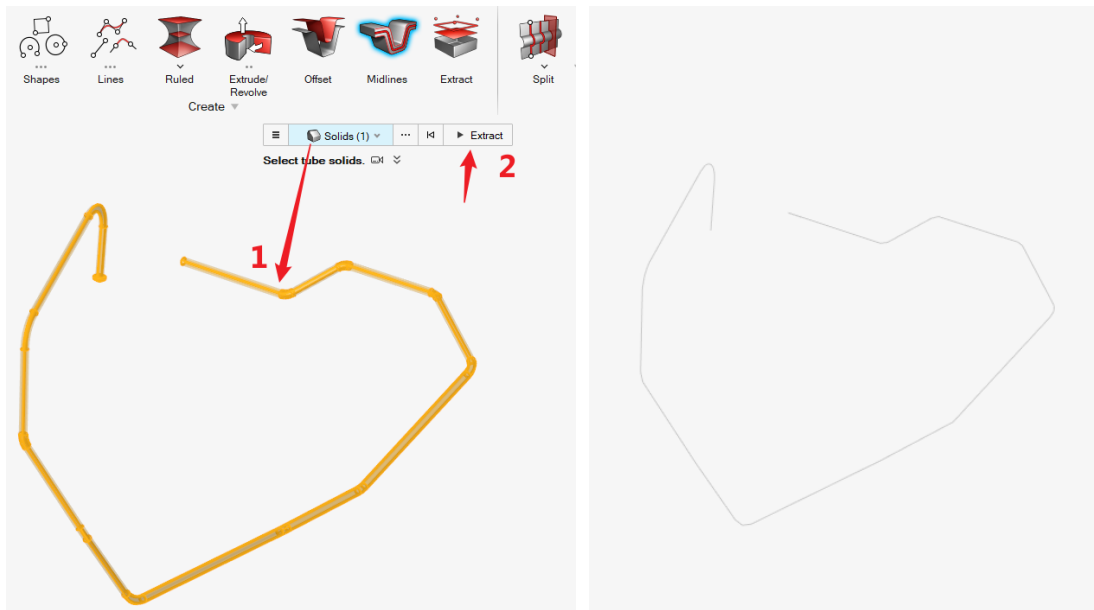 Shapes
Lines
Ruled
Extrude/
Revolve
Offset
Midlines
Extract
Split
Create
Solids (1)
Extract
Select tube solids.
2
1